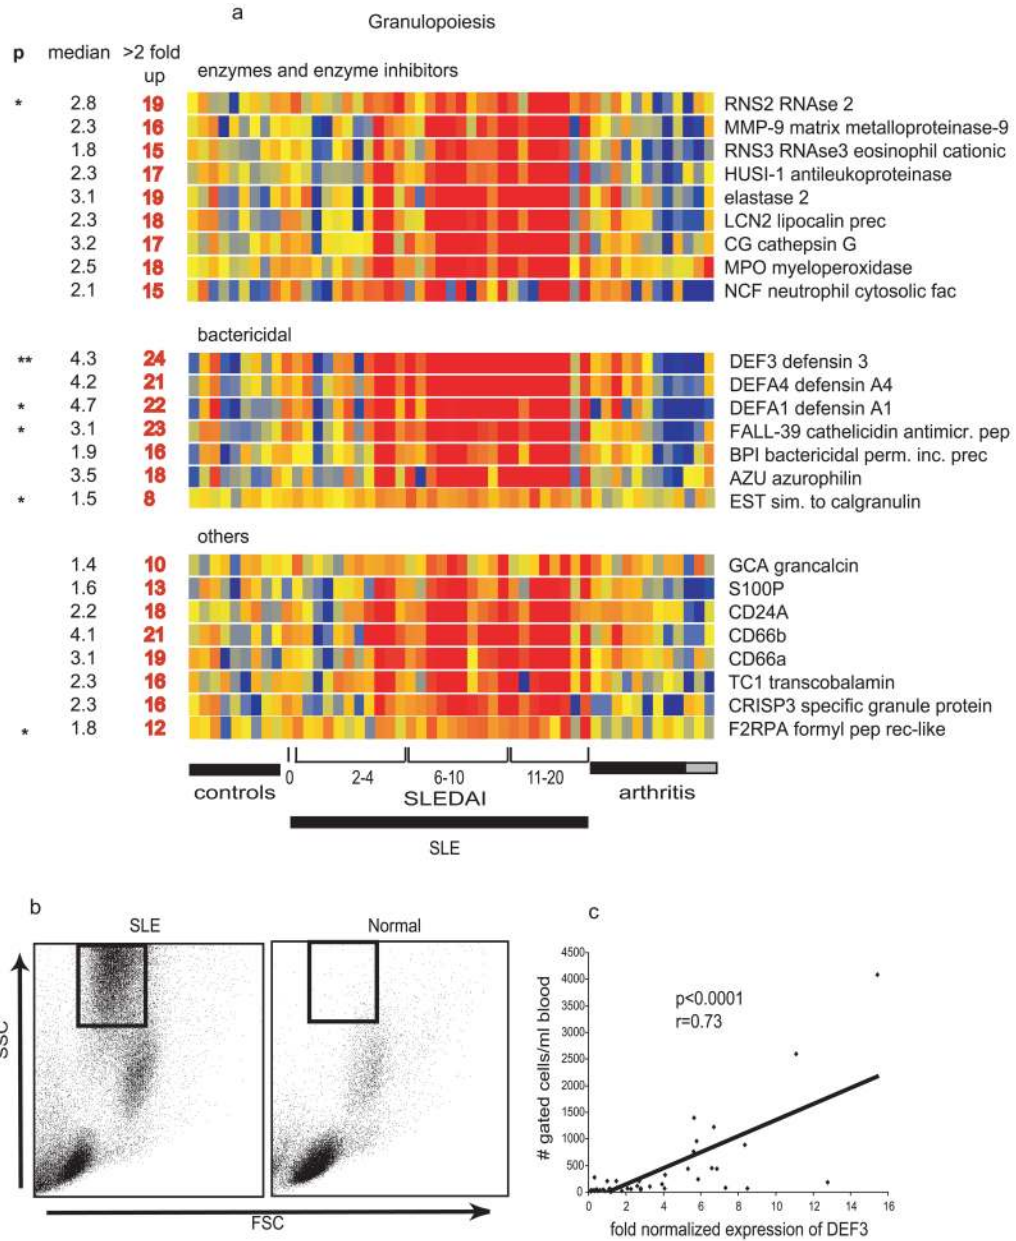 a
Granulopoiesis
p median >2 fold up
enzymes and enzyme inhibitors
* 2.8 19 RNS2 RNAse 2
2.3 16 MMP-9 matrix metalloproteinase-9
1.8 15 RNS3 RNAse3 eosinophil cationic
2.3 17 HUSI-1 antileukoproteinase
3.1 19 elastase 2
2.3 18 LCN2 lipocalin prec
3.2 17 CG cathepsin G
2.5 18 MPO myeloperoxidase
2.1 15 NCF neutrophil cytosolic fac
bactericidal
** 4.3 24 DEF3 defensin 3
4.2 21 DEFA4 defensin A4
* 4.7 22 DEFA1 defensin A1
* 3.1 23 FALL-39 cathelicidin antimicr. pep
1.9 16 BPI bactericidal perm. inc. prec
3.5 18 AZU azurophilin
* 1.5 8 EST sim. to calgranulin
others
1.4 10 GCA grancalcin
1.6 13 S100P
2.2 18 CD24A
4.1 21 CD66b
3.1 19 CD66a
2.3 16 TC1 transcobalamin
2.3 16 CRISP3 specific granule protein
* 1.8 12 F2RPA formyl pep rec-like
0 2-4 6-10 11-20
controls SLEDAI arthritis
SLE
b
SLE Normal
SSC
FSC
c
4500
4000
3500
3000
2500
2000
1500
1000
500
0
p<0.0001
r=0.73
# gated cells/ml blood
0 2 4 6 8 10 12 14 16
fold normalized expression of DEF3